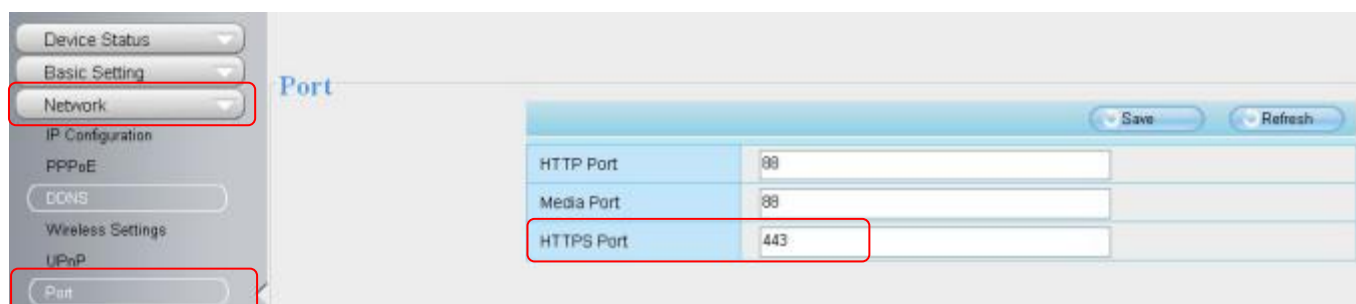 Device Status
Basic Setting
Network
IP Configuration
PPPoE
DDNS
Wireless Settings
UPnP
Port
Port
Save
Refresh
HTTP Port 88
Media Port 88
HTTPS Port 443